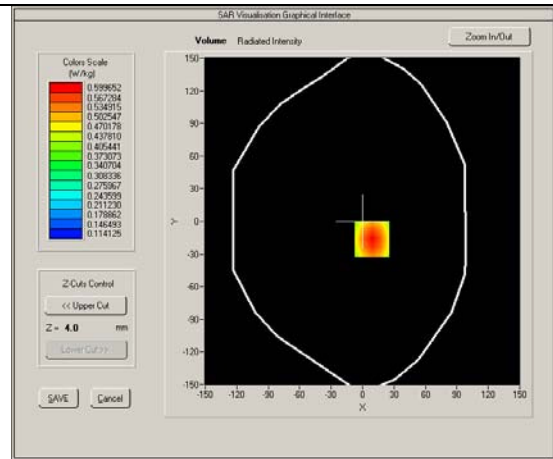 SAR Visualisation Graphical Interface
Volume Radiated Intensity
Zoom In/Out
Colors Scale
(W/kg)
0.599652
0.567284
0.534915
0.502547
0.470178
0.437810
0.405441
0.373073
0.340704
0.308336
0.275967
0.243599
0.211230
0.178862
0.146493
0.114125
Z-Cuts Control
<< Upper Cut
Z = 4.0 mm
Lower Cut >>
SAVE Cancel
150
120
90
60
30
0
-30
-60
-90
-120
-150
Y
-150 -120 -90 -60 -30 0 30 60 90 120 150
X